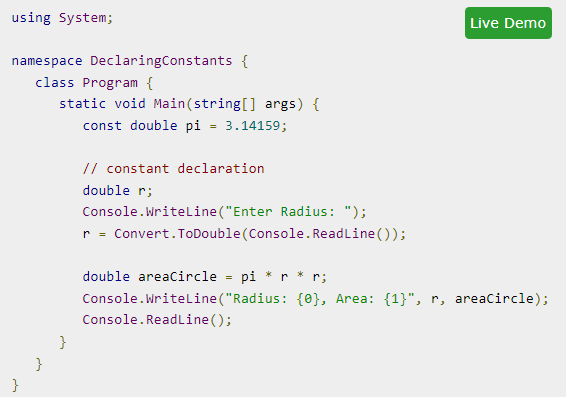 using System;
Live Demo
namespace DeclaringConstants {
   class Program {
      static void Main(string[] args) {
         const double pi = 3.14159;

         // constant declaration
         double r;
         Console.WriteLine("Enter Radius: ");
         r = Convert.ToDouble(Console.ReadLine());

         double areaCircle = pi * r * r;
         Console.WriteLine("Radius: {0}, Area: {1}", r, areaCircle);
         Console.ReadLine();
      }
   }
}